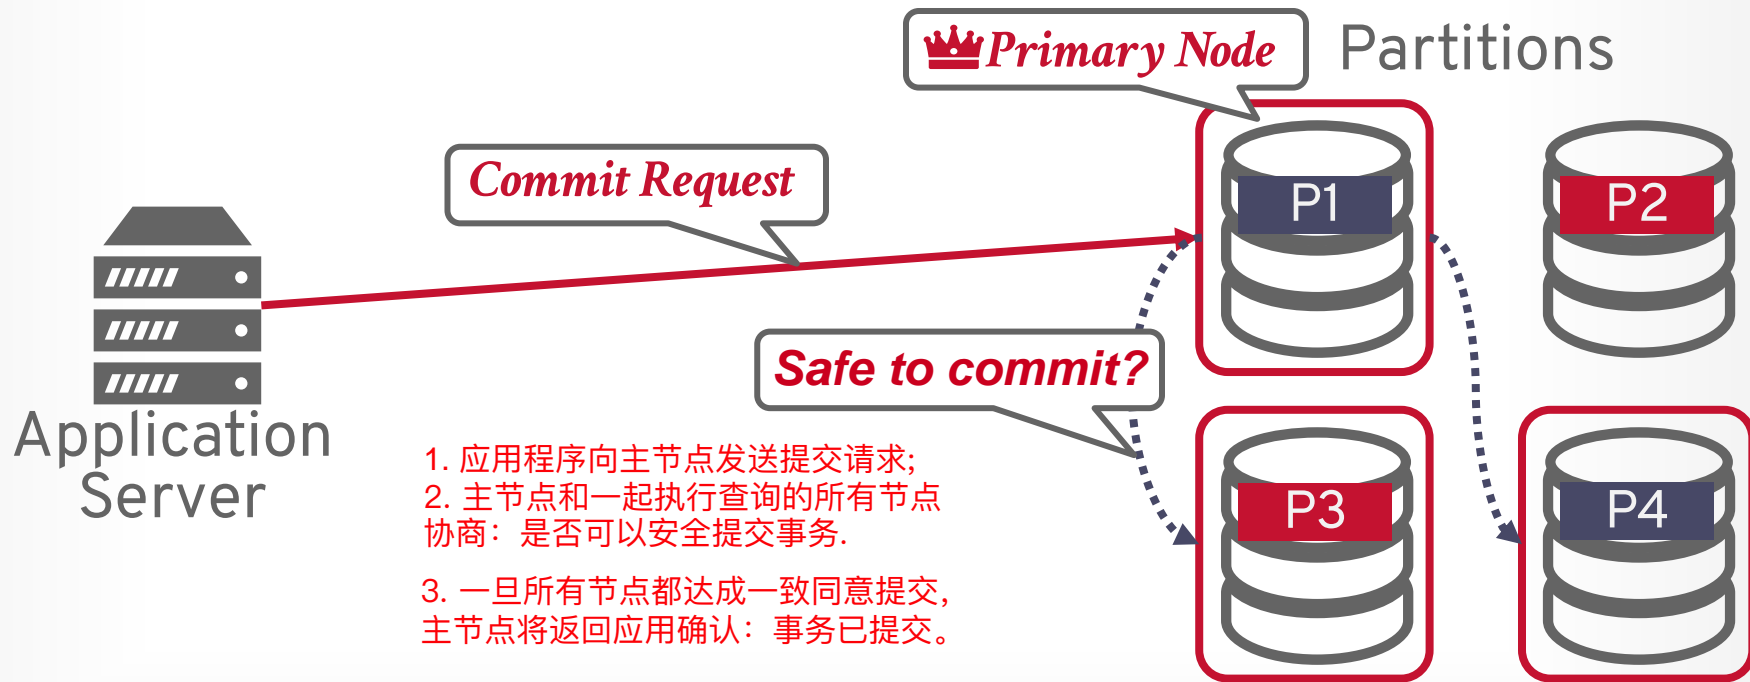 Primary Node
Partitions
Commit Request
P1
P2
Safe to commit?
Application
Server
1. 应用程序向主节点发送提交请求;
2. 主节点和一起执行查询的所有节点
协商：是否可以安全提交事务.
3. 一旦所有节点都达成一致同意提交，
主节点将返回应用确认：事务已提交。
P3
P4